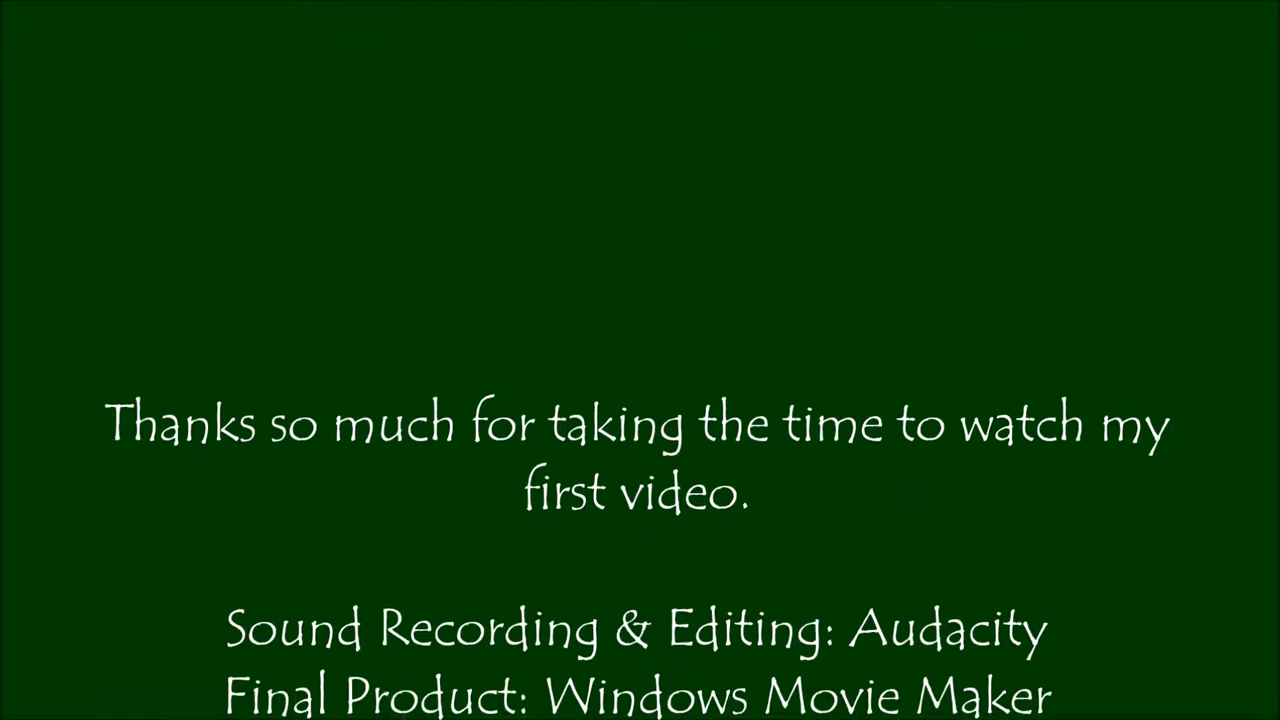 Thanks so much for taking the time to watch my
first video.
Sound Recording & Editing: Audacity
Final Product: Windows Movie Maker